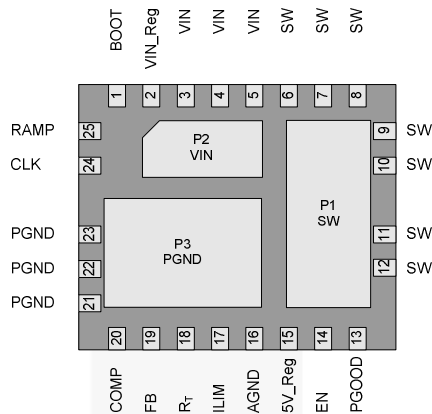 BOOT
VIN_Reg
VIN
VIN
VIN
SW
SW
SW
1
2
3
4
5
6
7
8
RAMP 25
CLK 24
PGND 23
PGND 22
PGND 21
P2
VIN
P1
SW
P3
PGND
9 SW
10 SW
11 SW
12 SW
20
19
18
17
16
15
14
13
COMP
FB
RT
ILIM
AGND
5V_Reg
EN
PGOOD